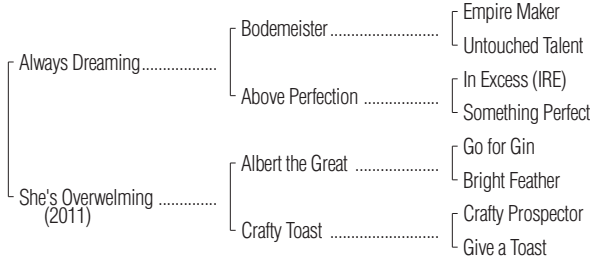 Empire Maker
Bodemeister
Untouched Talent
Always Dreaming
In Excess (IRE)
Above Perfection
Something Perfect
Go for Gin
Albert the Great
Bright Feather
She's Overwelming
(2011)
Crafty Prospector
Crafty Toast
Give a Toast